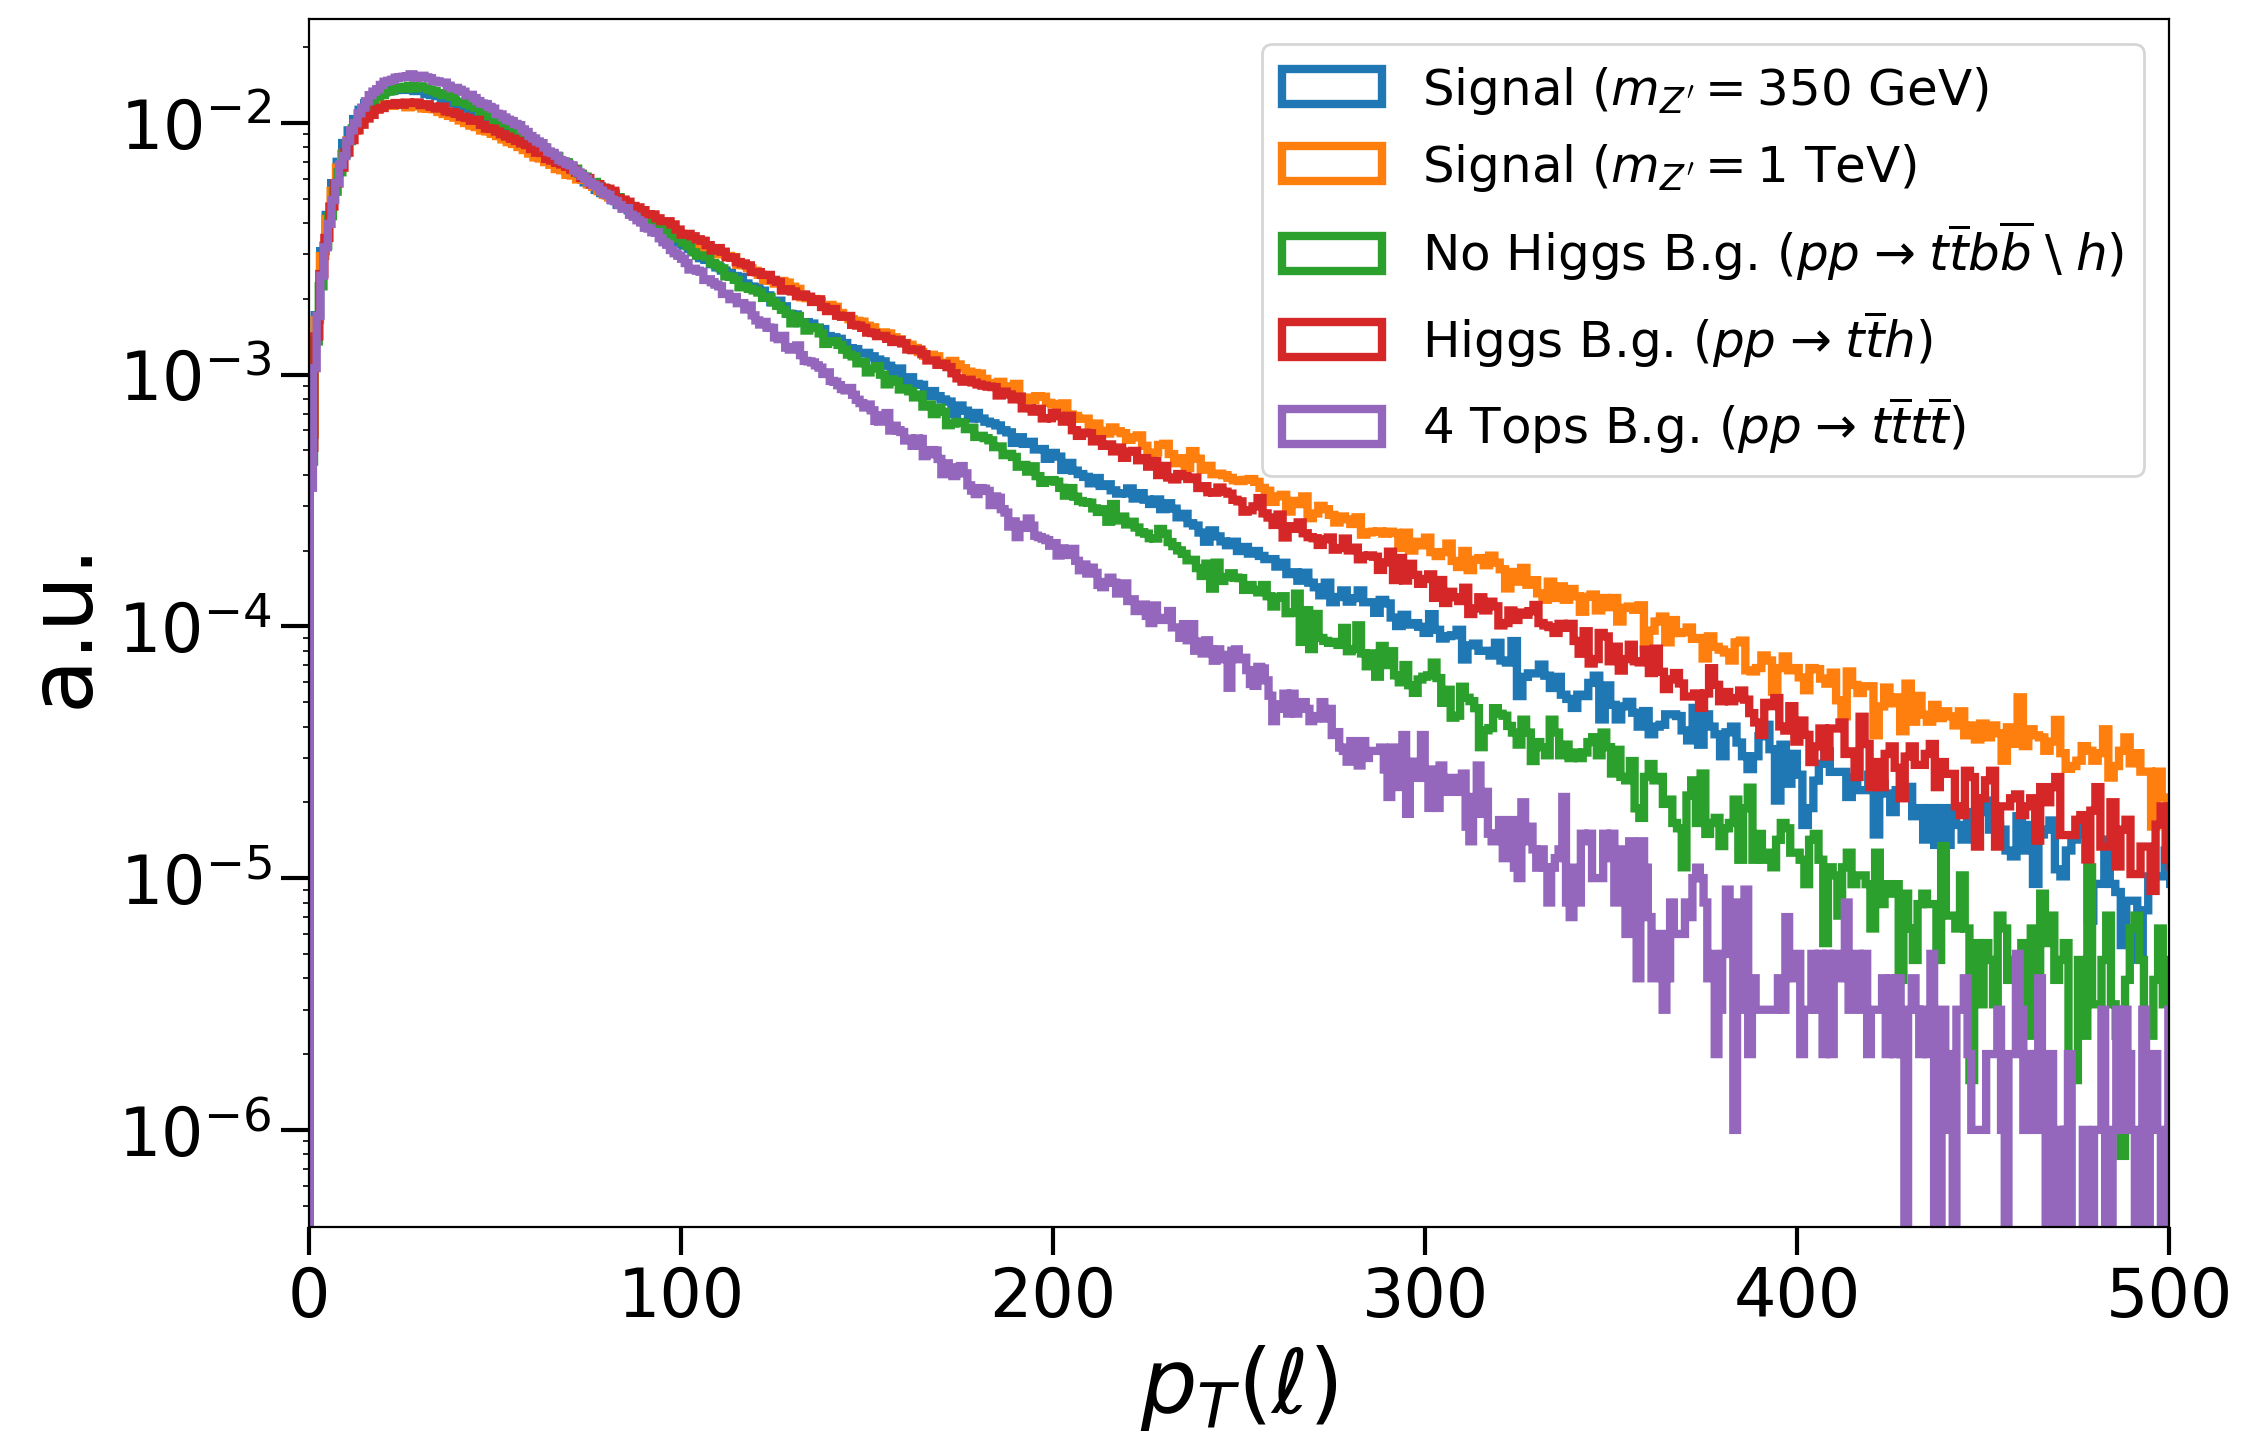 Signal (m_{Z'} = 350 GeV)
Signal (m_{Z'} = 1 TeV)
No Higgs B.g. (pp → tt̅bb̅ \ h)
Higgs B.g. (pp → tt̅h)
4 Tops B.g. (pp → tt̅tt̅)
a.u.
10⁻²
10⁻³
10⁻⁴
10⁻⁵
10⁻⁶
0 100 200 300 400 500
p_T(ℓ)